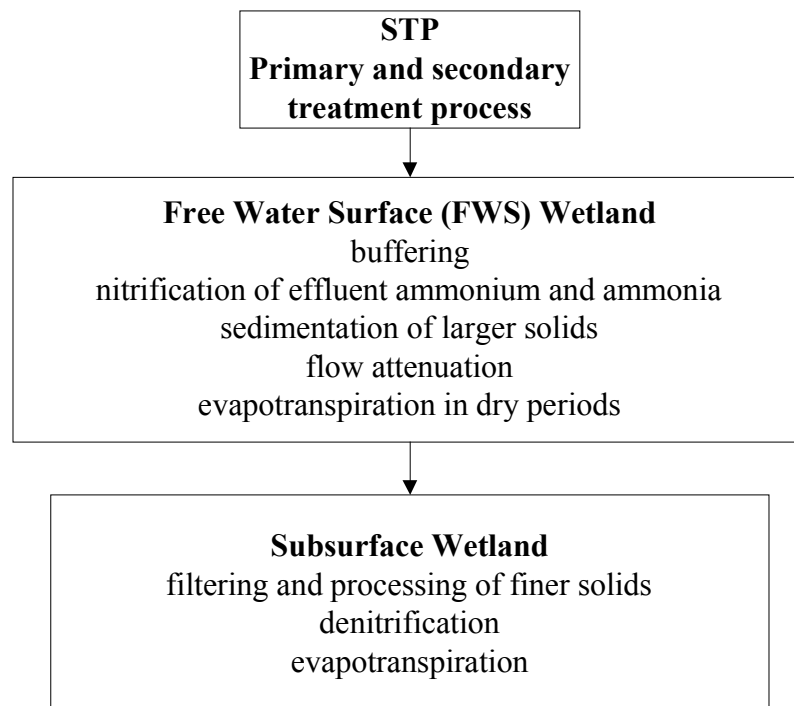 STP
Primary and secondary
treatment process
Free Water Surface (FWS) Wetland
buffering
nitrification of effluent ammonium and ammonia
sedimentation of larger solids
flow attenuation
evapotranspiration in dry periods
Subsurface Wetland
filtering and processing of finer solids
denitrification
evapotranspiration